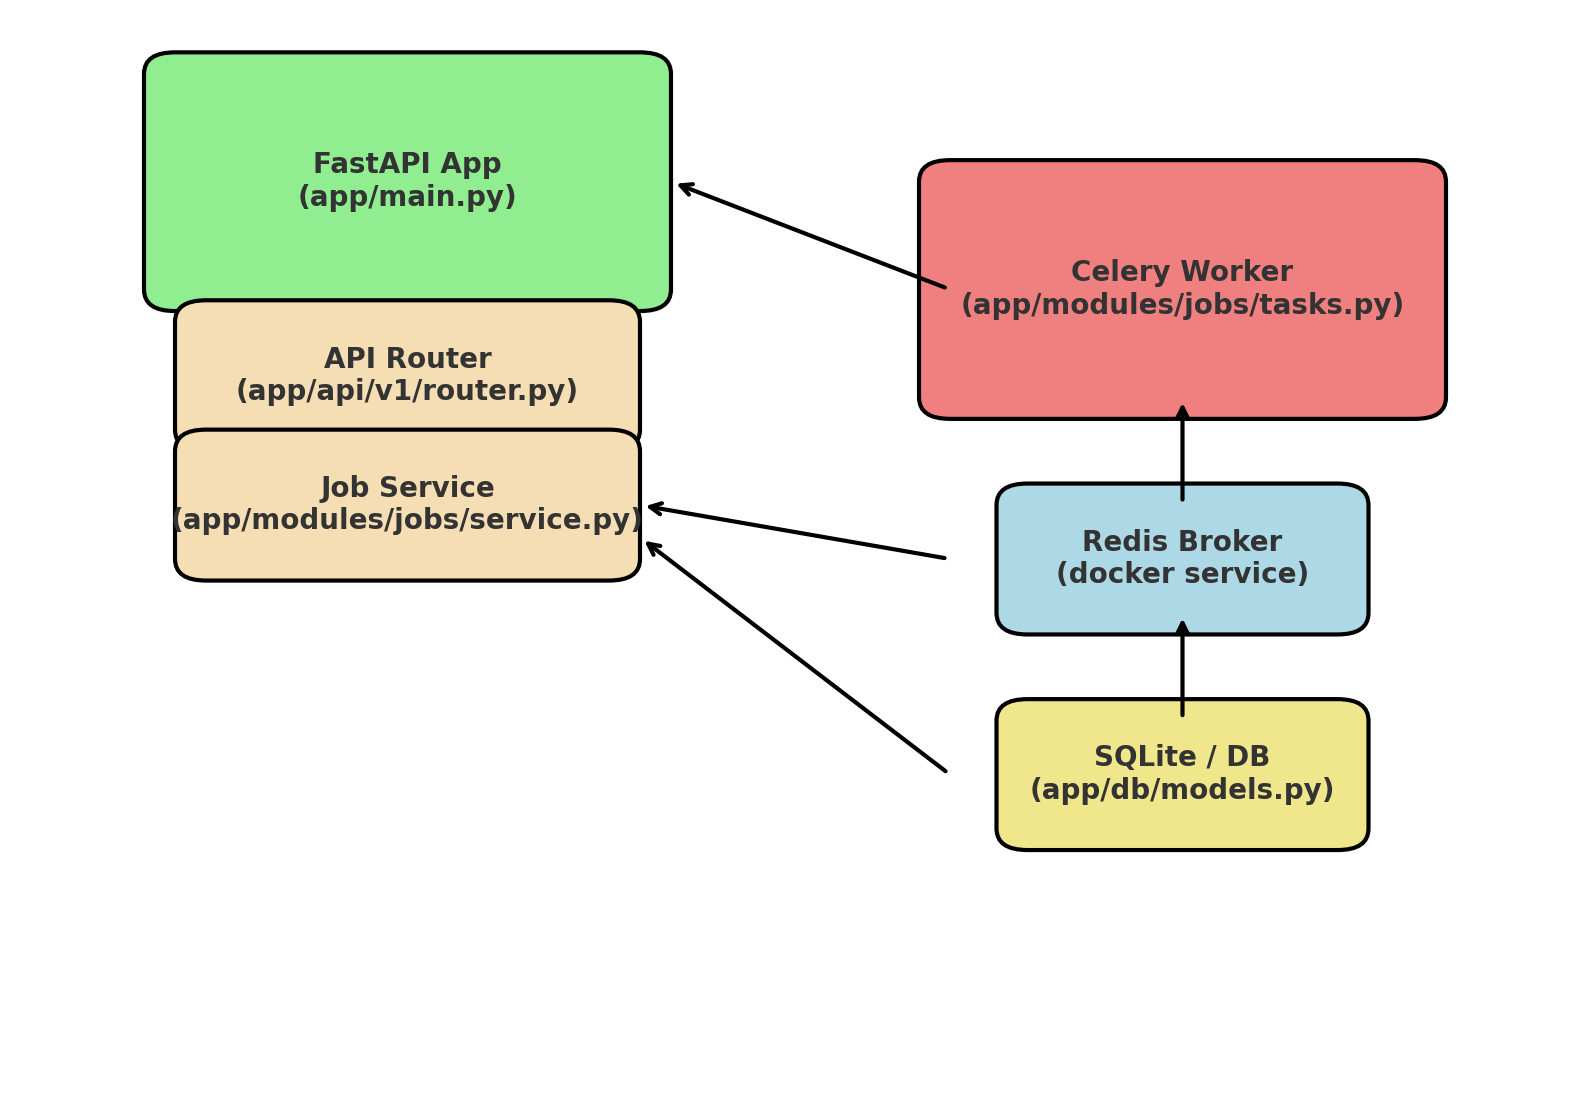 FastAPI App
(app/main.py)
API Router
(app/api/v1/router.py)
Job Service
(app/modules/jobs/service.py)
Celery Worker
(app/modules/jobs/tasks.py)
Redis Broker
(docker service)
SQLite / DB
(app/db/models.py)